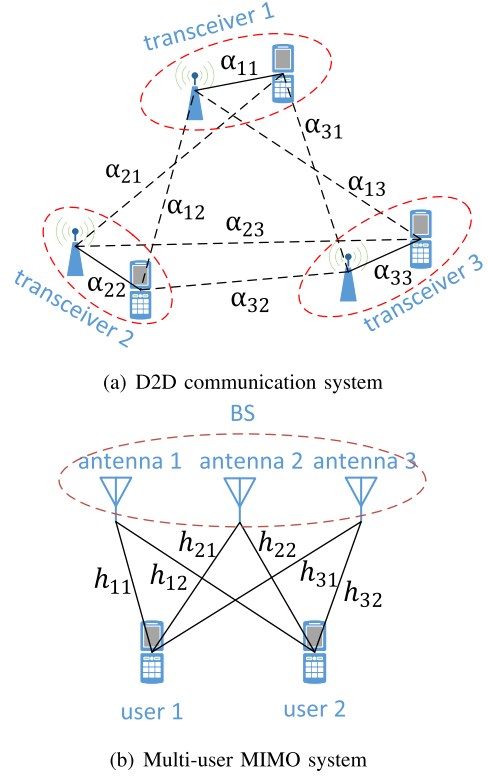 transceiver 1
α11
α21
α31
α12
α13
α23
α22
α33
α32
transceiver 2
transceiver 3
(a) D2D communication system
BS
antenna 1 antenna 2 antenna 3
h21 h22
h11 h12 h31 h32
user 1 user 2
(b) Multi-user MIMO system